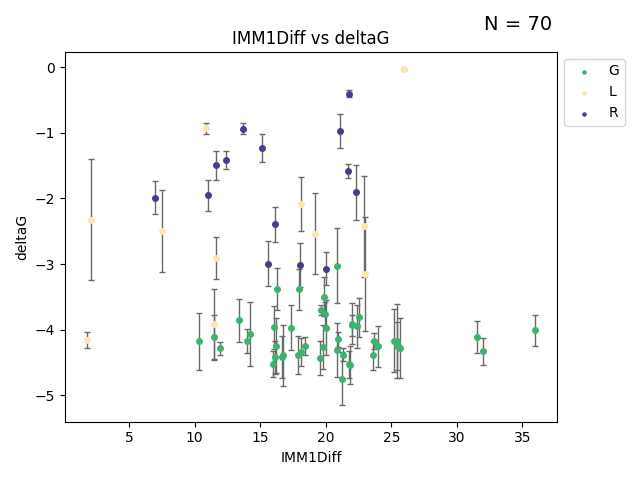 N = 70
IMM1Diff vs deltaG
G
L
R
0
−1
−2
−3
−4
−5
deltaG
5 10 15 20 25 30 35
IMM1Diff